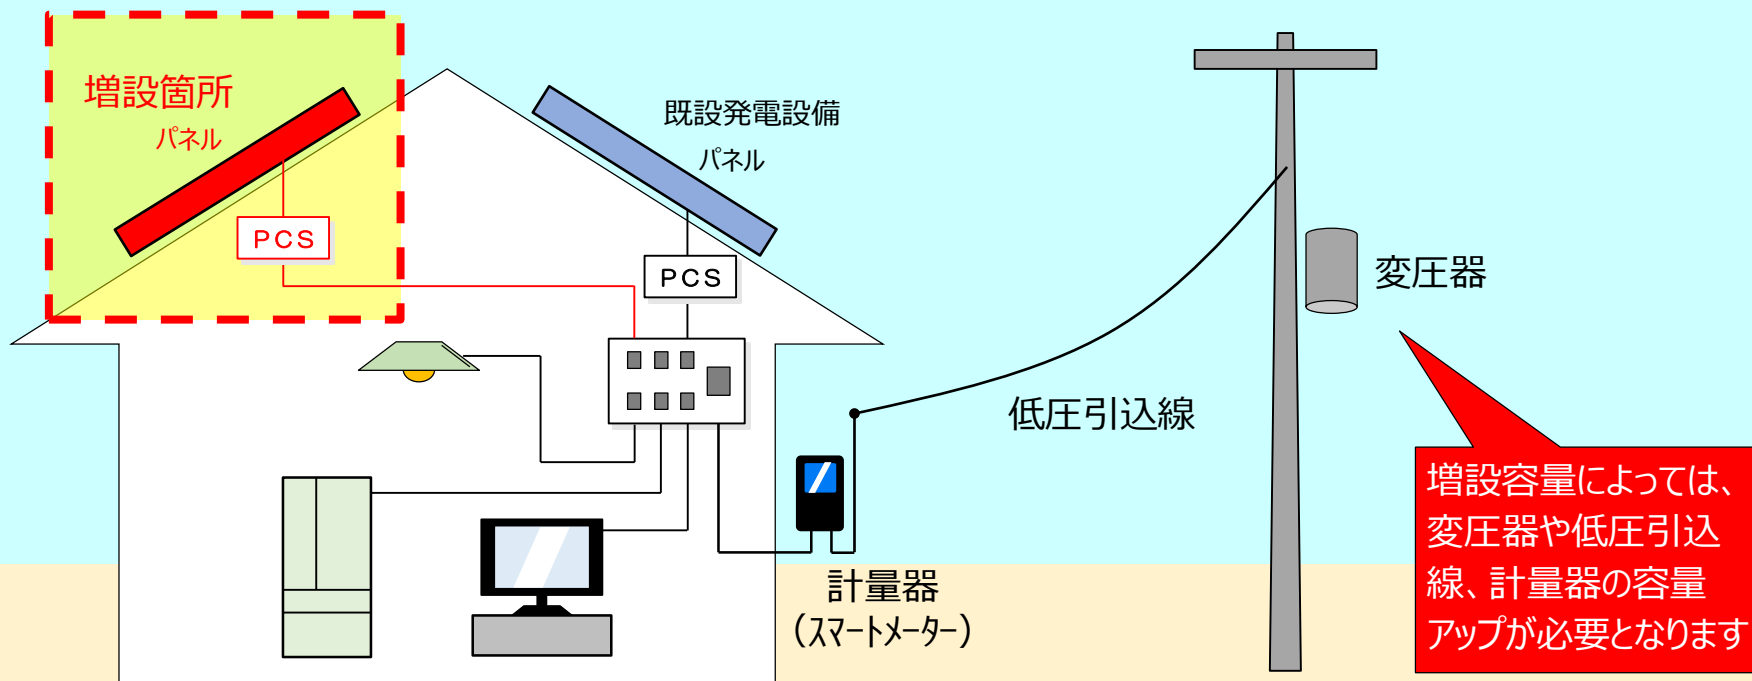 増設箇所
パネル
PCS
既設発電設備
パネル
PCS
変圧器
低圧引込線
計量器
（スマートメーター）
増設容量によっては、
変圧器や低圧引込
線、計量器の容量
アップが必要となります